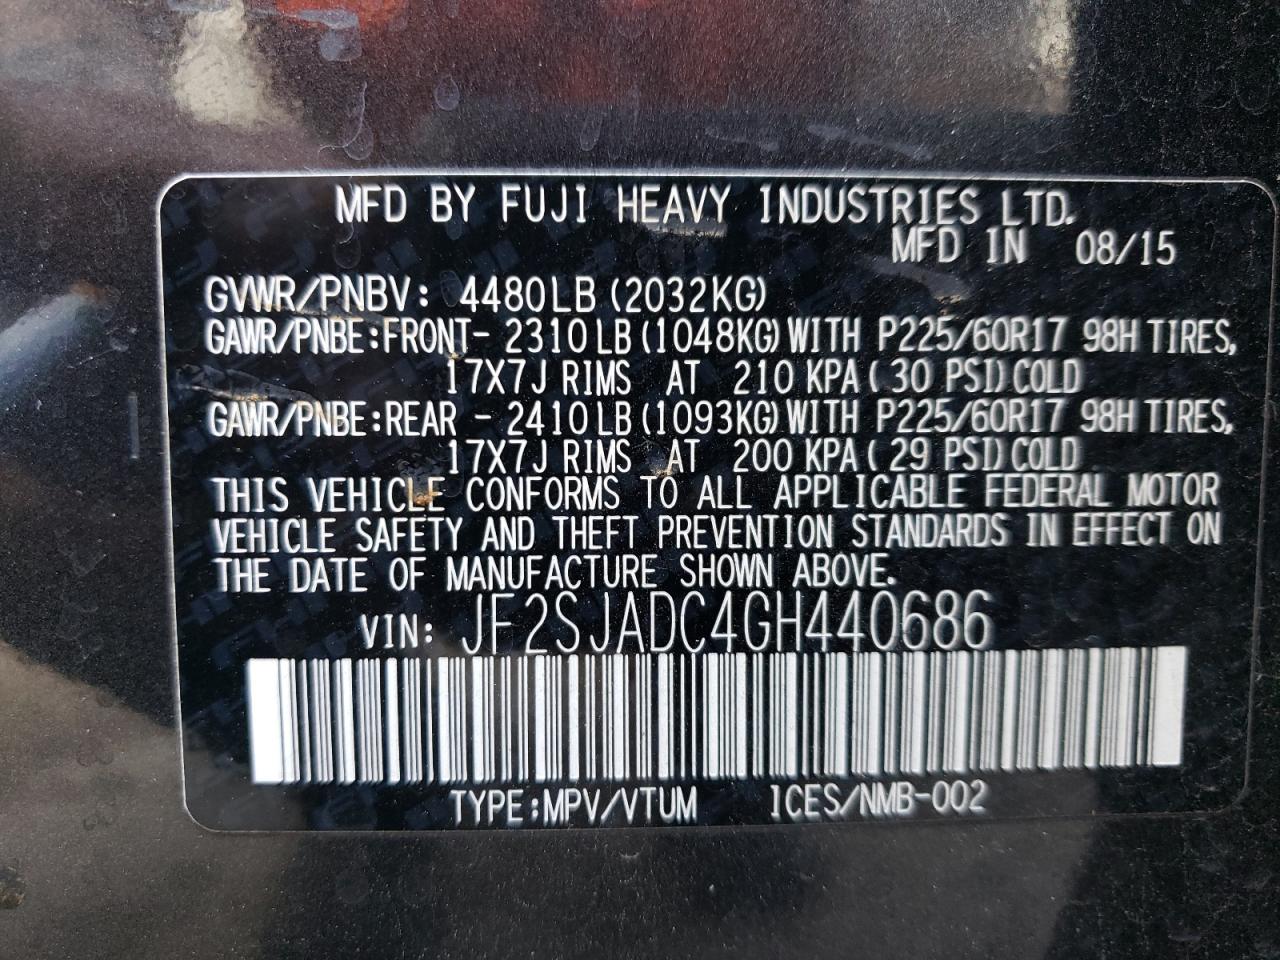 MFD BY FUJI HEAVY INDUSTRIES LTD.
MFD IN 08/15
GVWR/PNBV: 4480LB (2032KG)
GAWR/PNBE:FRONT- 2310LB (1048KG) WITH P225/60R17 98H TIRES,
17X7J RIMS AT 210 KPA ( 30 PSI) COLD
GAWR/PNBE:REAR - 2410LB (1093KG) WITH P225/60R17 98H TIRES,
17X7J RIMS AT 200 KPA ( 29 PSI) COLD
THIS VEHICLE CONFORMS TO ALL APPLICABLE FEDERAL MOTOR
VEHICLE SAFETY AND THEFT PREVENTION STANDARDS IN EFFECT ON
THE DATE OF MANUFACTURE SHOWN ABOVE.
VIN: JF2SJADC4GH440686
TYPE:MPV/VTUM ICES/NMB-002